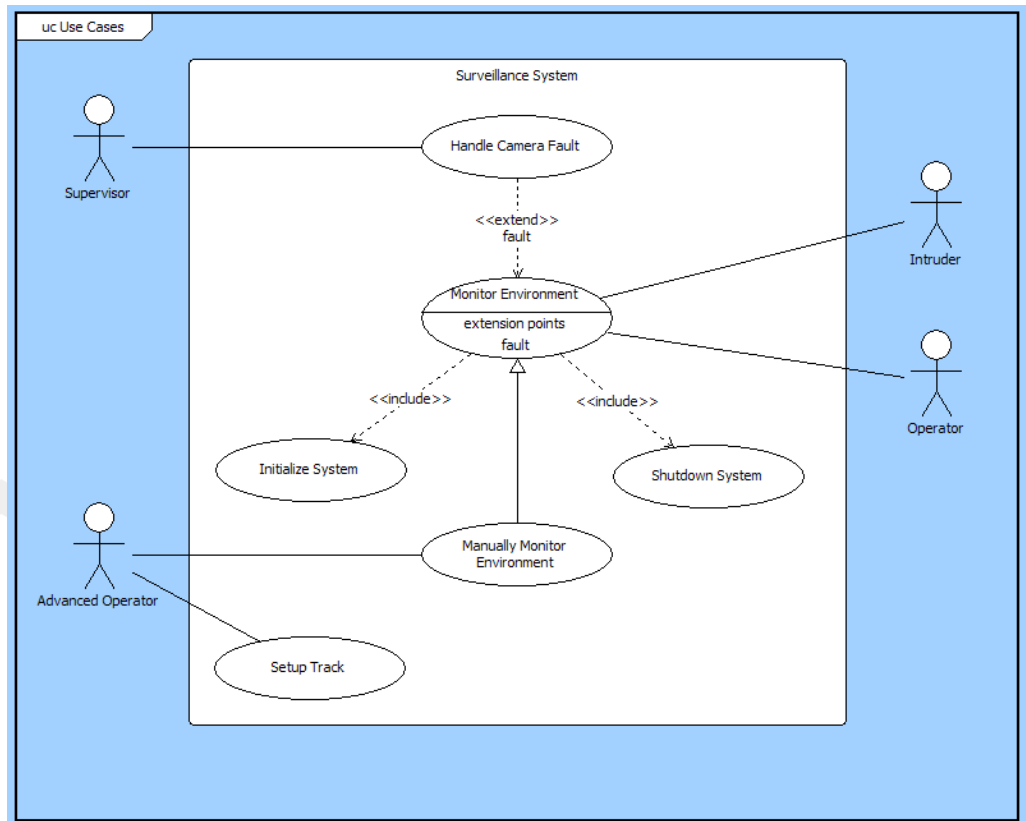 uc Use Cases
Surveillance System
Handle Camera Fault
Supervisor
<<extend>>
fault
Intruder
Monitor Environment
extension points
fault
<<include>>
<<include>>
Operator
Initialize System
Shutdown System
Manually Monitor
Environment
Advanced Operator
Setup Track